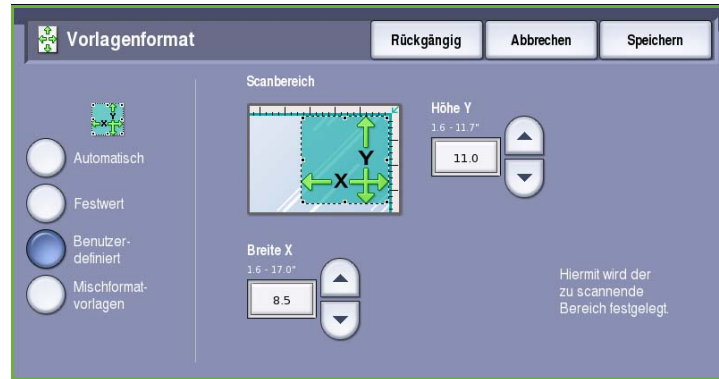 Vorlagenformat
Rückgängig
Abbrechen
Speichern
Automatisch
Festwert
Benutzer-
definiert
Mischformat-
vorlagen
Scanbereich
Y
X
Höhe Y
1.6 - 11.7"
11.0
Breite X
1.6 - 17.0"
8.5
Hiermit wird der
zu scannende
Bereich festgelegt.